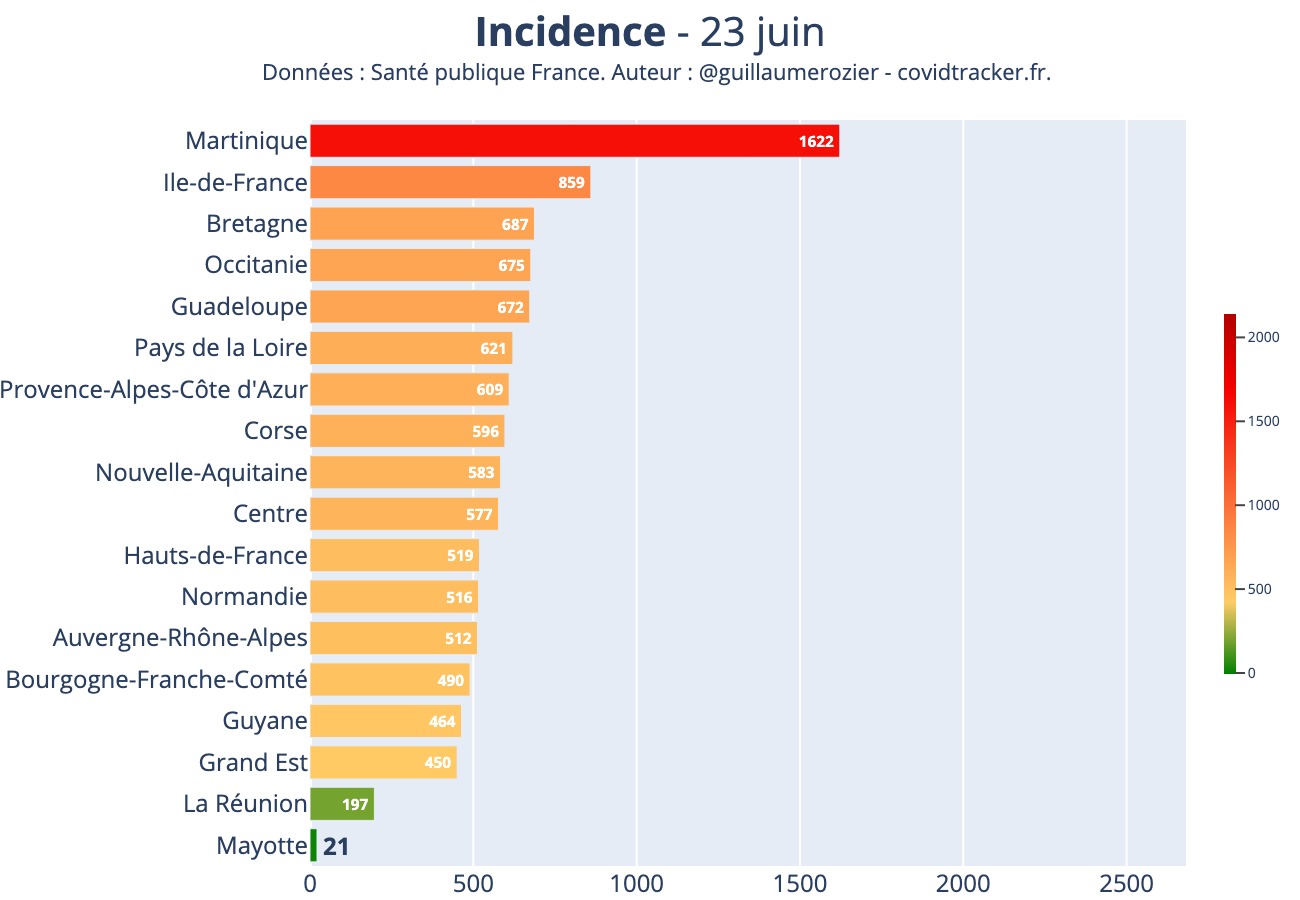 Incidence - 23 juin
Données : Santé publique France. Auteur : @guillaumerozier - covidtracker.fr.
Martinique 1622
Ile-de-France 859
Bretagne 687
Occitanie 675
Guadeloupe 672
Pays de la Loire 621
Provence-Alpes-Côte d'Azur 609
Corse 596
Nouvelle-Aquitaine 583
Centre 577
Hauts-de-France 519
Normandie 516
Auvergne-Rhône-Alpes 512
Bourgogne-Franche-Comté 490
Guyane 464
Grand Est 450
La Réunion 197
Mayotte 21
0 500 1000 1500 2000 2500
2000
1500
1000
500
0